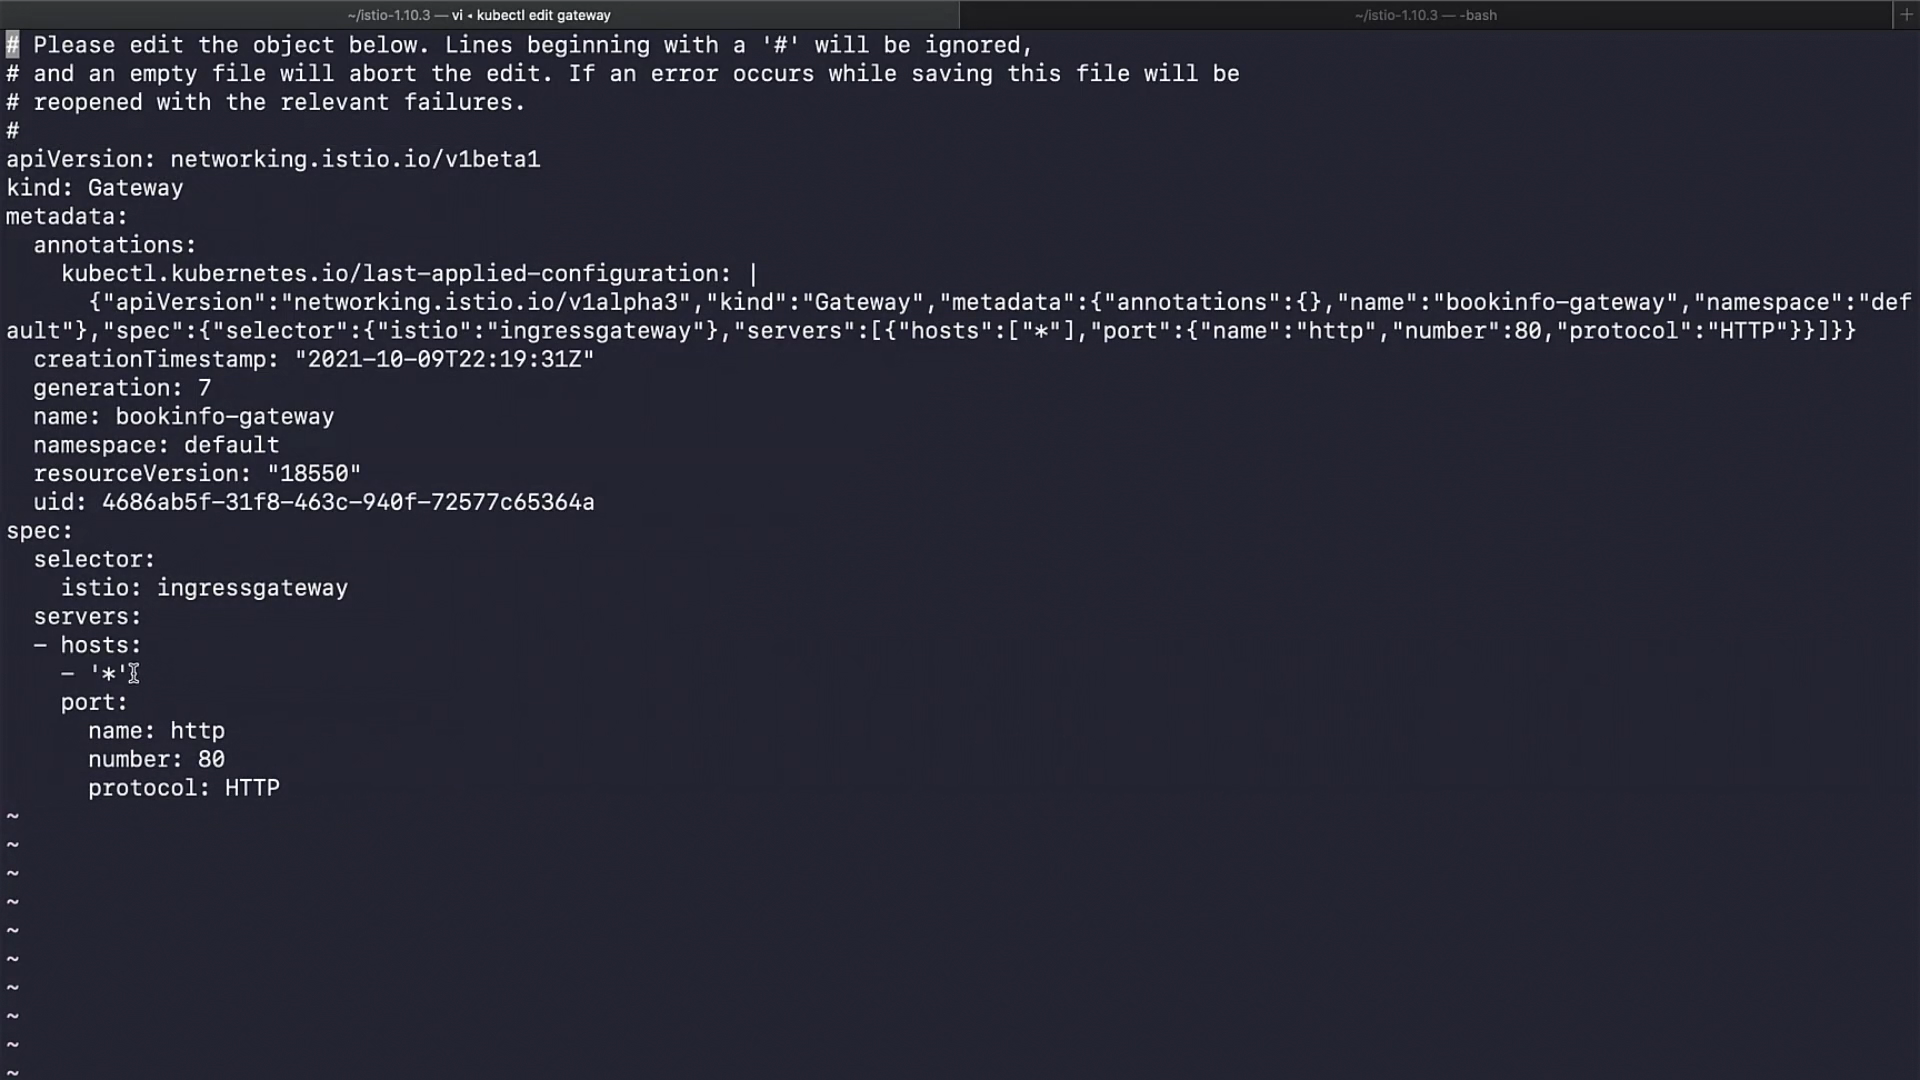 ~/istio-1.10.3 — vi ◂ kubectl edit gateway
~/istio-1.10.3 — -bash
+
# Please edit the object below. Lines beginning with a '#' will be ignored,
# and an empty file will abort the edit. If an error occurs while saving this file will be
# reopened with the relevant failures.
#
apiVersion: networking.istio.io/v1beta1
kind: Gateway
metadata:
  annotations:
    kubectl.kubernetes.io/last-applied-configuration: |
      {"apiVersion":"networking.istio.io/v1alpha3","kind":"Gateway","metadata":{"annotations":{},"name":"bookinfo-gateway","namespace":"def
ault"},"spec":{"selector":{"istio":"ingressgateway"},"servers":[{"hosts":["*"],"port":{"name":"http","number":80,"protocol":"HTTP"}}]}}
  creationTimestamp: "2021-10-09T22:19:31Z"
  generation: 7
  name: bookinfo-gateway
  namespace: default
  resourceVersion: "18550"
  uid: 4686ab5f-31f8-463c-940f-72577c65364a
spec:
  selector:
    istio: ingressgateway
  servers:
  - hosts:
    - '*'
    port:
      name: http
      number: 80
      protocol: HTTP
~
~
~
~
~
~
~
~
~
~